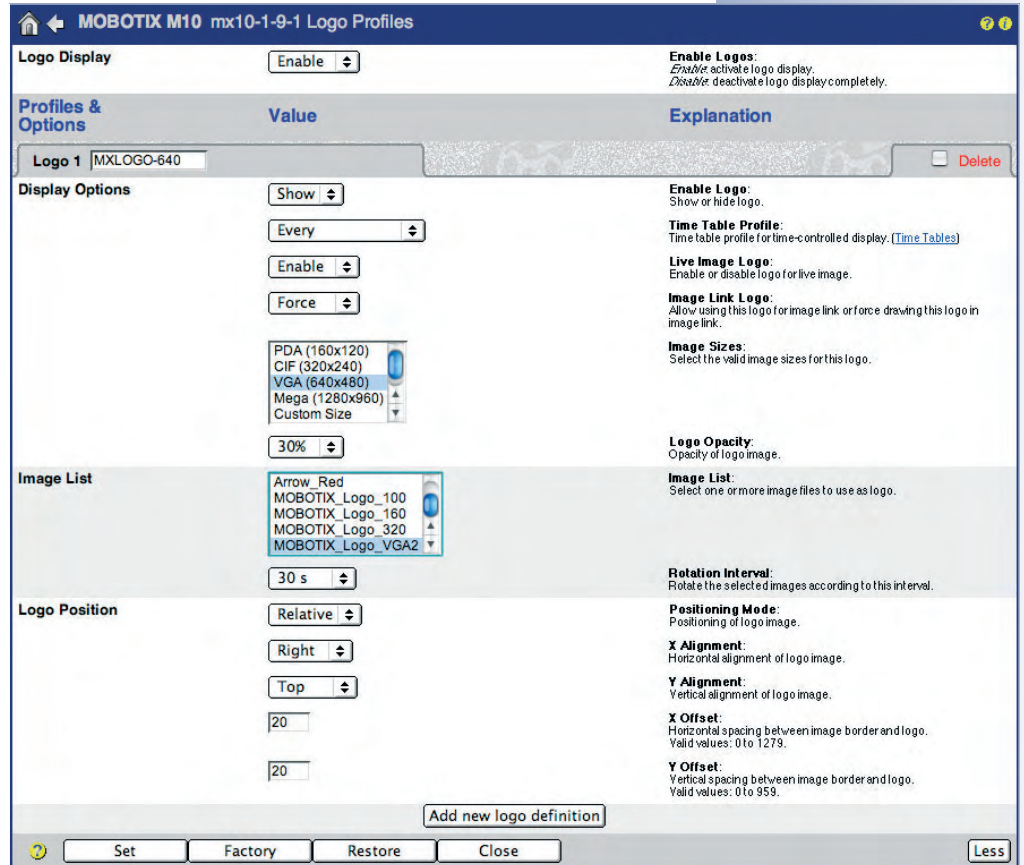 MOBOTIX M10 mx10-1-9-1 Logo Profiles
Logo Display
Enable
Enable Logos:
Enable: activate logo display.
Disable: deactivate logo display completely.
Profiles & Options
Value
Explanation
Logo 1 MXLOGO-640
Delete
Display Options
Show
Enable Logo:
Show or hide logo.
Every
Time Table Profile:
Time table profile for time-controlled display. (Time Tables)
Enable
Live Image Logo:
Enable or disable logo for live image.
Force
Image Link Logo:
Allow using this logo for image link or force drawing this logo in
image link.
PDA (160x120)
CIF (320x240)
VGA (640x480)
Mega (1280x960)
Custom Size
Image Sizes:
Select the valid image sizes for this logo.
30%
Logo Opacity:
Opacity of logo image.
Image List
Arrow_Red
MOBOTIX_Logo_100
MOBOTIX_Logo_160
MOBOTIX_Logo_320
MOBOTIX_Logo_VGA2
Image List:
Select one or more image files to use as logo.
30 s
Rotation Interval:
Rotate the selected images according to this interval.
Logo Position
Relative
Positioning Mode:
Positioning of logo image.
Right
X Alignment:
Horizontal alignment of logo image.
Top
Y Alignment:
Vertical alignment of logo image.
20
X Offset:
Horizontal spacing between image border and logo.
Valid values: 0 to 1279.
20
Y Offset:
Vertical spacing between image border and logo.
Valid values: 0 to 959.
Add new logo definition
Set
Factory
Restore
Close
Less